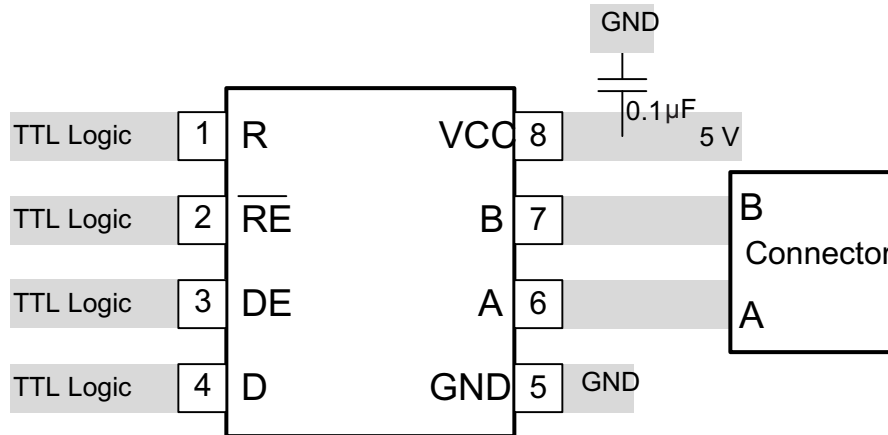 GND
0.1µF
TTL Logic 1 R VCC 8 5 V
TTL Logic 2 R̅E̅ B 7 B
Connector
TTL Logic 3 DE A 6 A
TTL Logic 4 D GND 5 GND